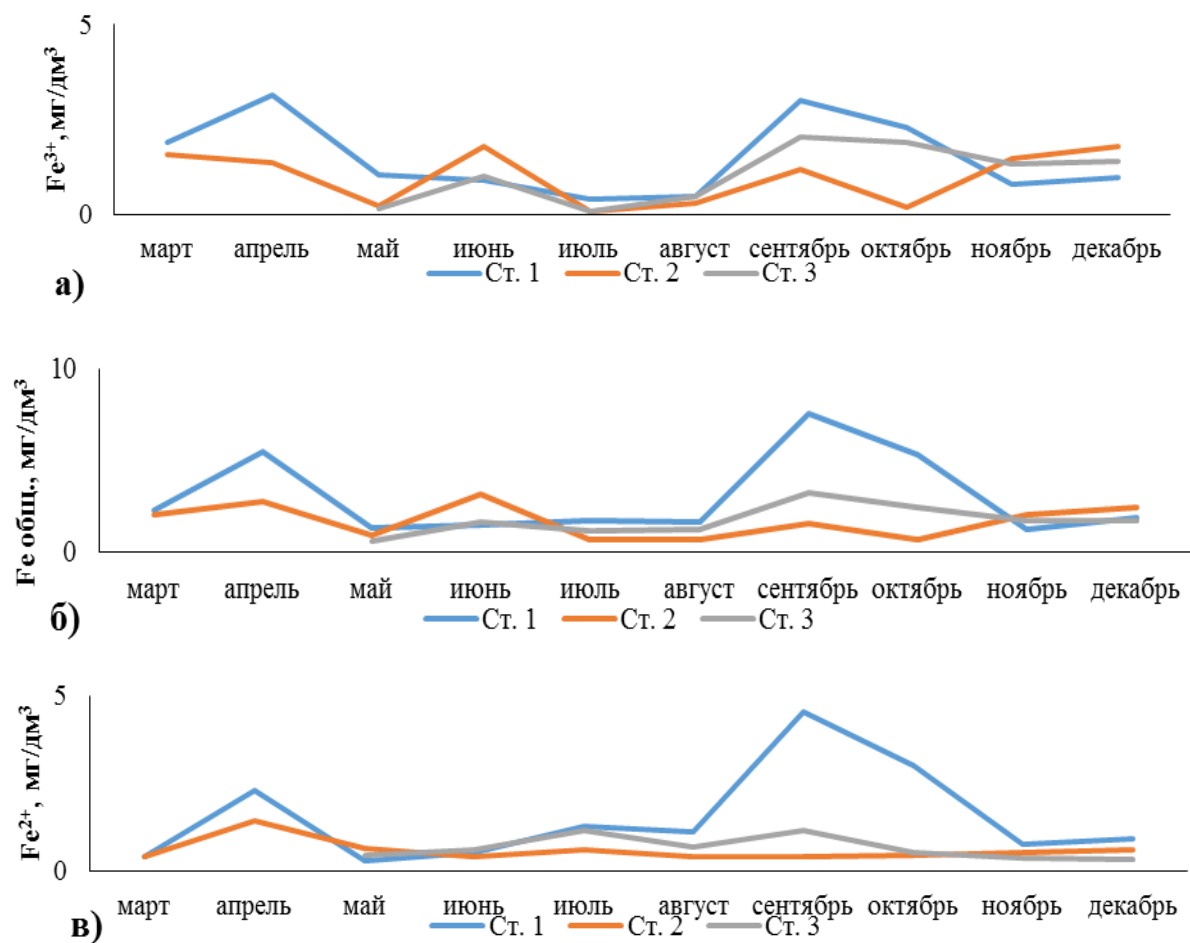 5
Fe³⁺, мг/дм³
0
март апрель май июнь июль август сентябрь октябрь ноябрь декабрь
Ст. 1 Ст. 2 Ст. 3
а)
10
Fe общ., мг/дм³
0
март апрель май июнь июль август сентябрь октябрь ноябрь декабрь
Ст. 1 Ст. 2 Ст. 3
б)
5
Fe²⁺, мг/дм³
0
март апрель май июнь июль август сентябрь октябрь ноябрь декабрь
Ст. 1 Ст. 2 Ст. 3
в)